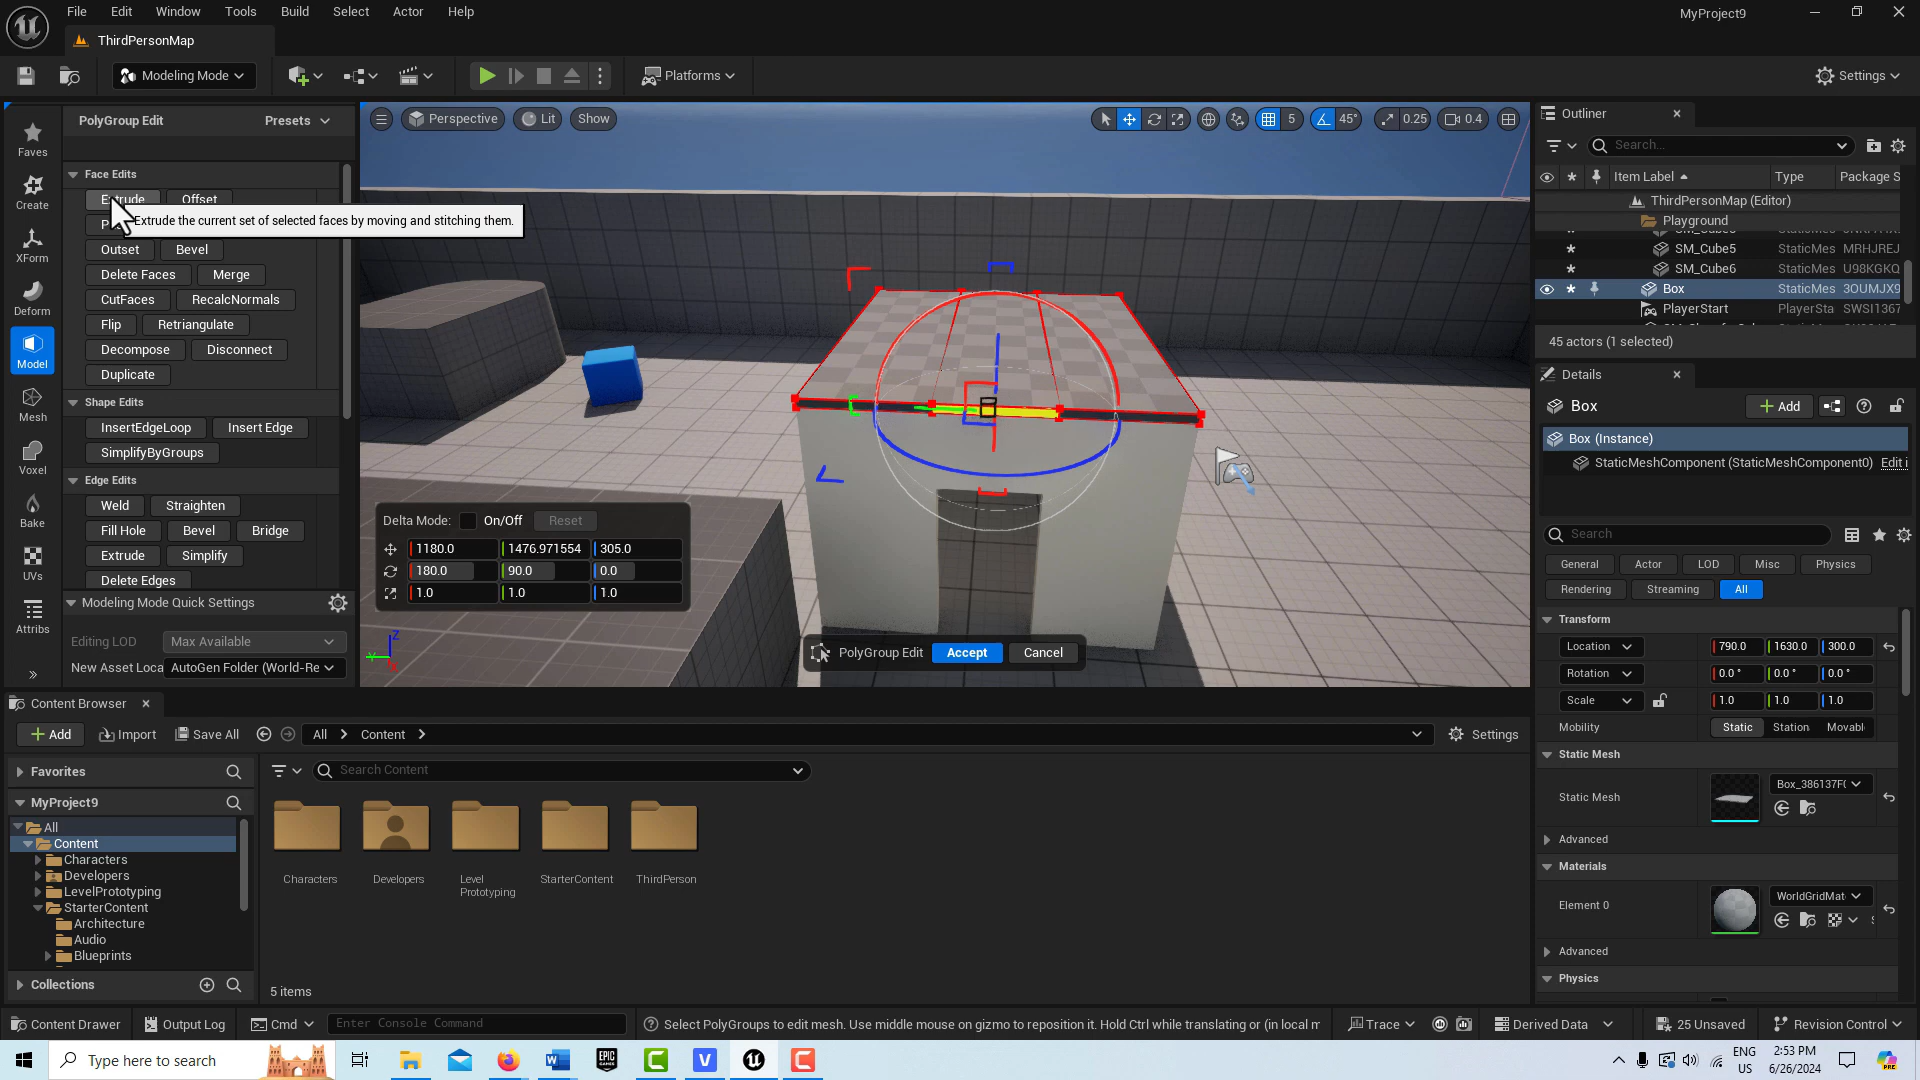 File Edit Window Tools Build Select Actor Help
MyProject9
ThirdPersonMap
Modeling Mode
Platforms
Settings
PolyGroup Edit
Presets
Faves
Create
XForm
Deform
Model
Mesh
Voxel
Bake
UVs
Attribs
Face Edits
Extrude Offset
Extrude the current set of selected faces by moving and stitching them.
Outset Bevel
Delete Faces Merge
CutFaces RecalcNormals
Flip Retriangulate
Decompose Disconnect
Duplicate
Shape Edits
InsertEdgeLoop Insert Edge
SimplifyByGroups
Edge Edits
Weld Straighten
Fill Hole Bevel Bridge
Extrude Simplify
Delete Edges
Modeling Mode Quick Settings
Editing LOD Max Available
New Asset Loca AutoGen Folder (World-Re
Perspective Lit Show
5 45° 0.25 0.4
Delta Mode: On/Off Reset
1180.0 1476.971554 305.0
180.0 90.0 0.0
1.0 1.0 1.0
Z
Y
X
PolyGroup Edit Accept Cancel
Outliner
Search...
Item Label Type Package S
ThirdPersonMap (Editor)
Playground
SM_Cube5 StaticMes MRHJREJ
SM_Cube6 StaticMes U98KGKQ
Box StaticMes 3OUMJX9
PlayerStart PlayerSta SWSI1367
45 actors (1 selected)
Details
Box
Add
Box (Instance)
StaticMeshComponent (StaticMeshComponent0) Edit i
Search
General Actor LOD Misc Physics
Rendering Streaming All
Transform
Location 790.0 1630.0 300.0
Rotation 0.0 ° 0.0 ° 0.0 °
Scale 1.0 1.0 1.0
Mobility Static Station Movabl
Static Mesh
Static Mesh Box_386137F(
Advanced
Materials
Element 0 WorldGridMat
Advanced
Physics
Content Browser
Add Import Save All All Content Settings
Favorites
Search Content
MyProject9
All
Content
Characters
Developers
LevelPrototyping
StarterContent
Architecture
Audio
Blueprints
Collections
Characters
Developers
Level
Prototyping
StarterContent
ThirdPerson
5 items
Content Drawer Output Log Cmd Enter Console Command Select PolyGroups to edit mesh. Use middle mouse on gizmo to reposition it. Hold Ctrl while translating or (in local m Trace Derived Data 25 Unsaved Revision Control
Type here to search
ENG
US
2:53 PM
6/26/2024